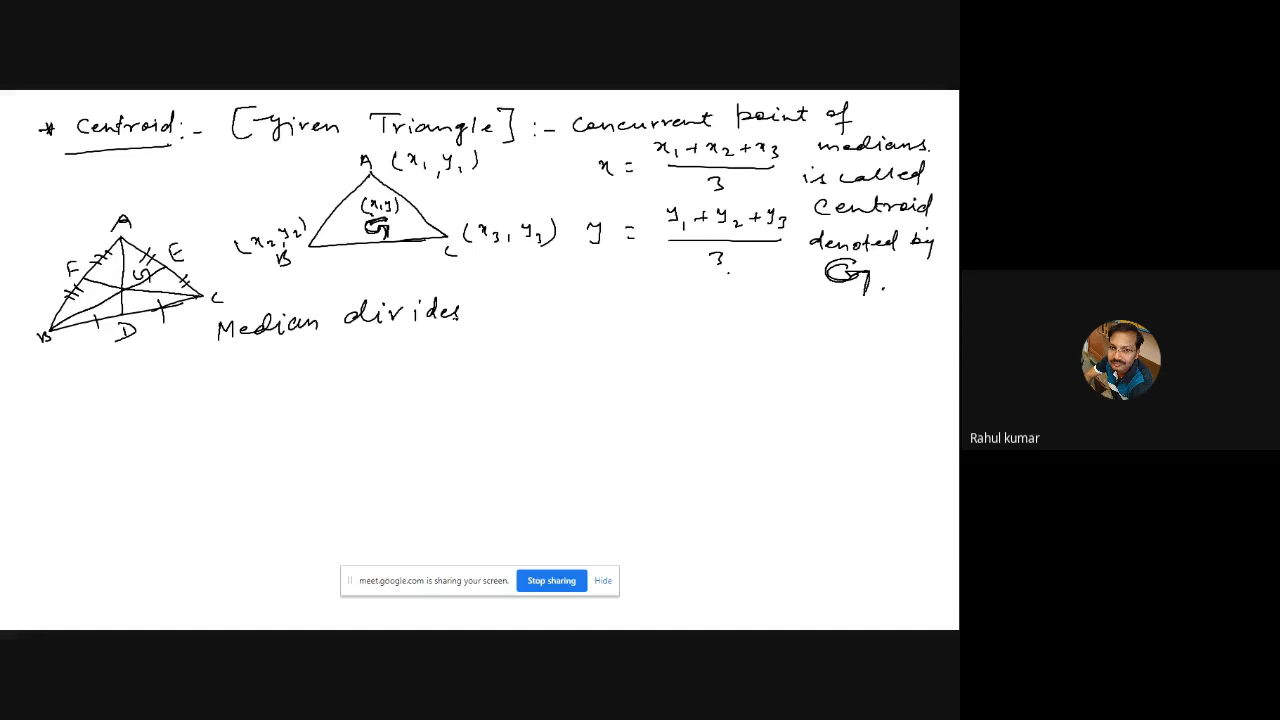 * Centroid:- [Given Triangle] :- Concurrent point of
medians.
is called
Centroid
denoted by
G.
x = x₁+x₂+x₃
3
y = y₁+y₂+y₃
3.
A (x₁, y₁)
(x,y)
G
(x₂,y₂)
B
(x₃, y₃)
C
A
F
E
G
B
D
C
Median divides
meet.google.com is sharing your screen.
Stop sharing
Hide
Rahul kumar